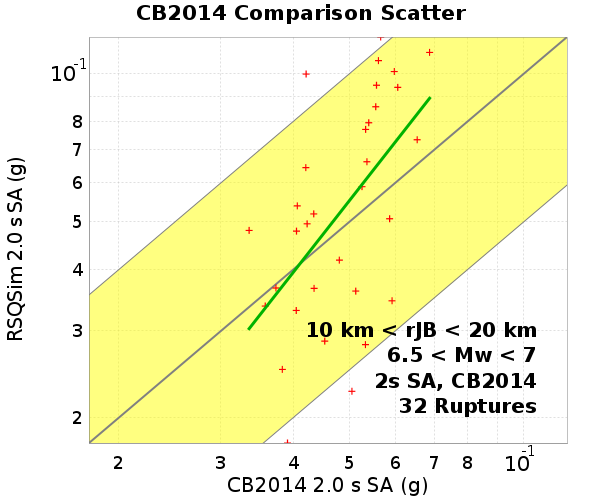 CB2014 Comparison Scatter
RSQSim 2.0 s SA (g)
10⁻¹
8
7
6
5
4
3
2
10 km < rJB < 20 km
6.5 < Mw < 7
2s SA, CB2014
32 Ruptures
2 3 4 5 6 7 8 10⁻¹
CB2014 2.0 s SA (g)